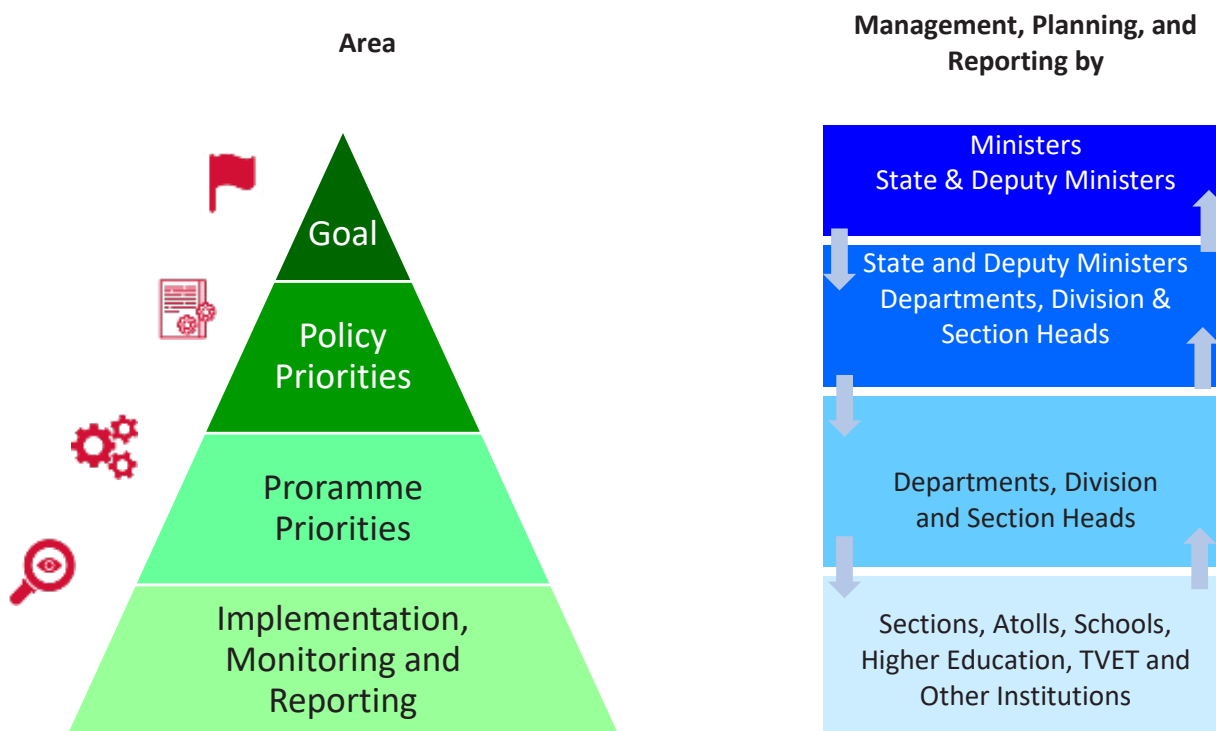 Area
Management, Planning, and
Reporting by
Goal
Policy
Priorities
Proramme
Priorities
Implementation,
Monitoring and
Reporting
Ministers
State & Deputy Ministers
State and Deputy Ministers
Departments, Division &
Section Heads
Departments, Division
and Section Heads
Sections, Atolls, Schools,
Higher Education, TVET and
Other Institutions